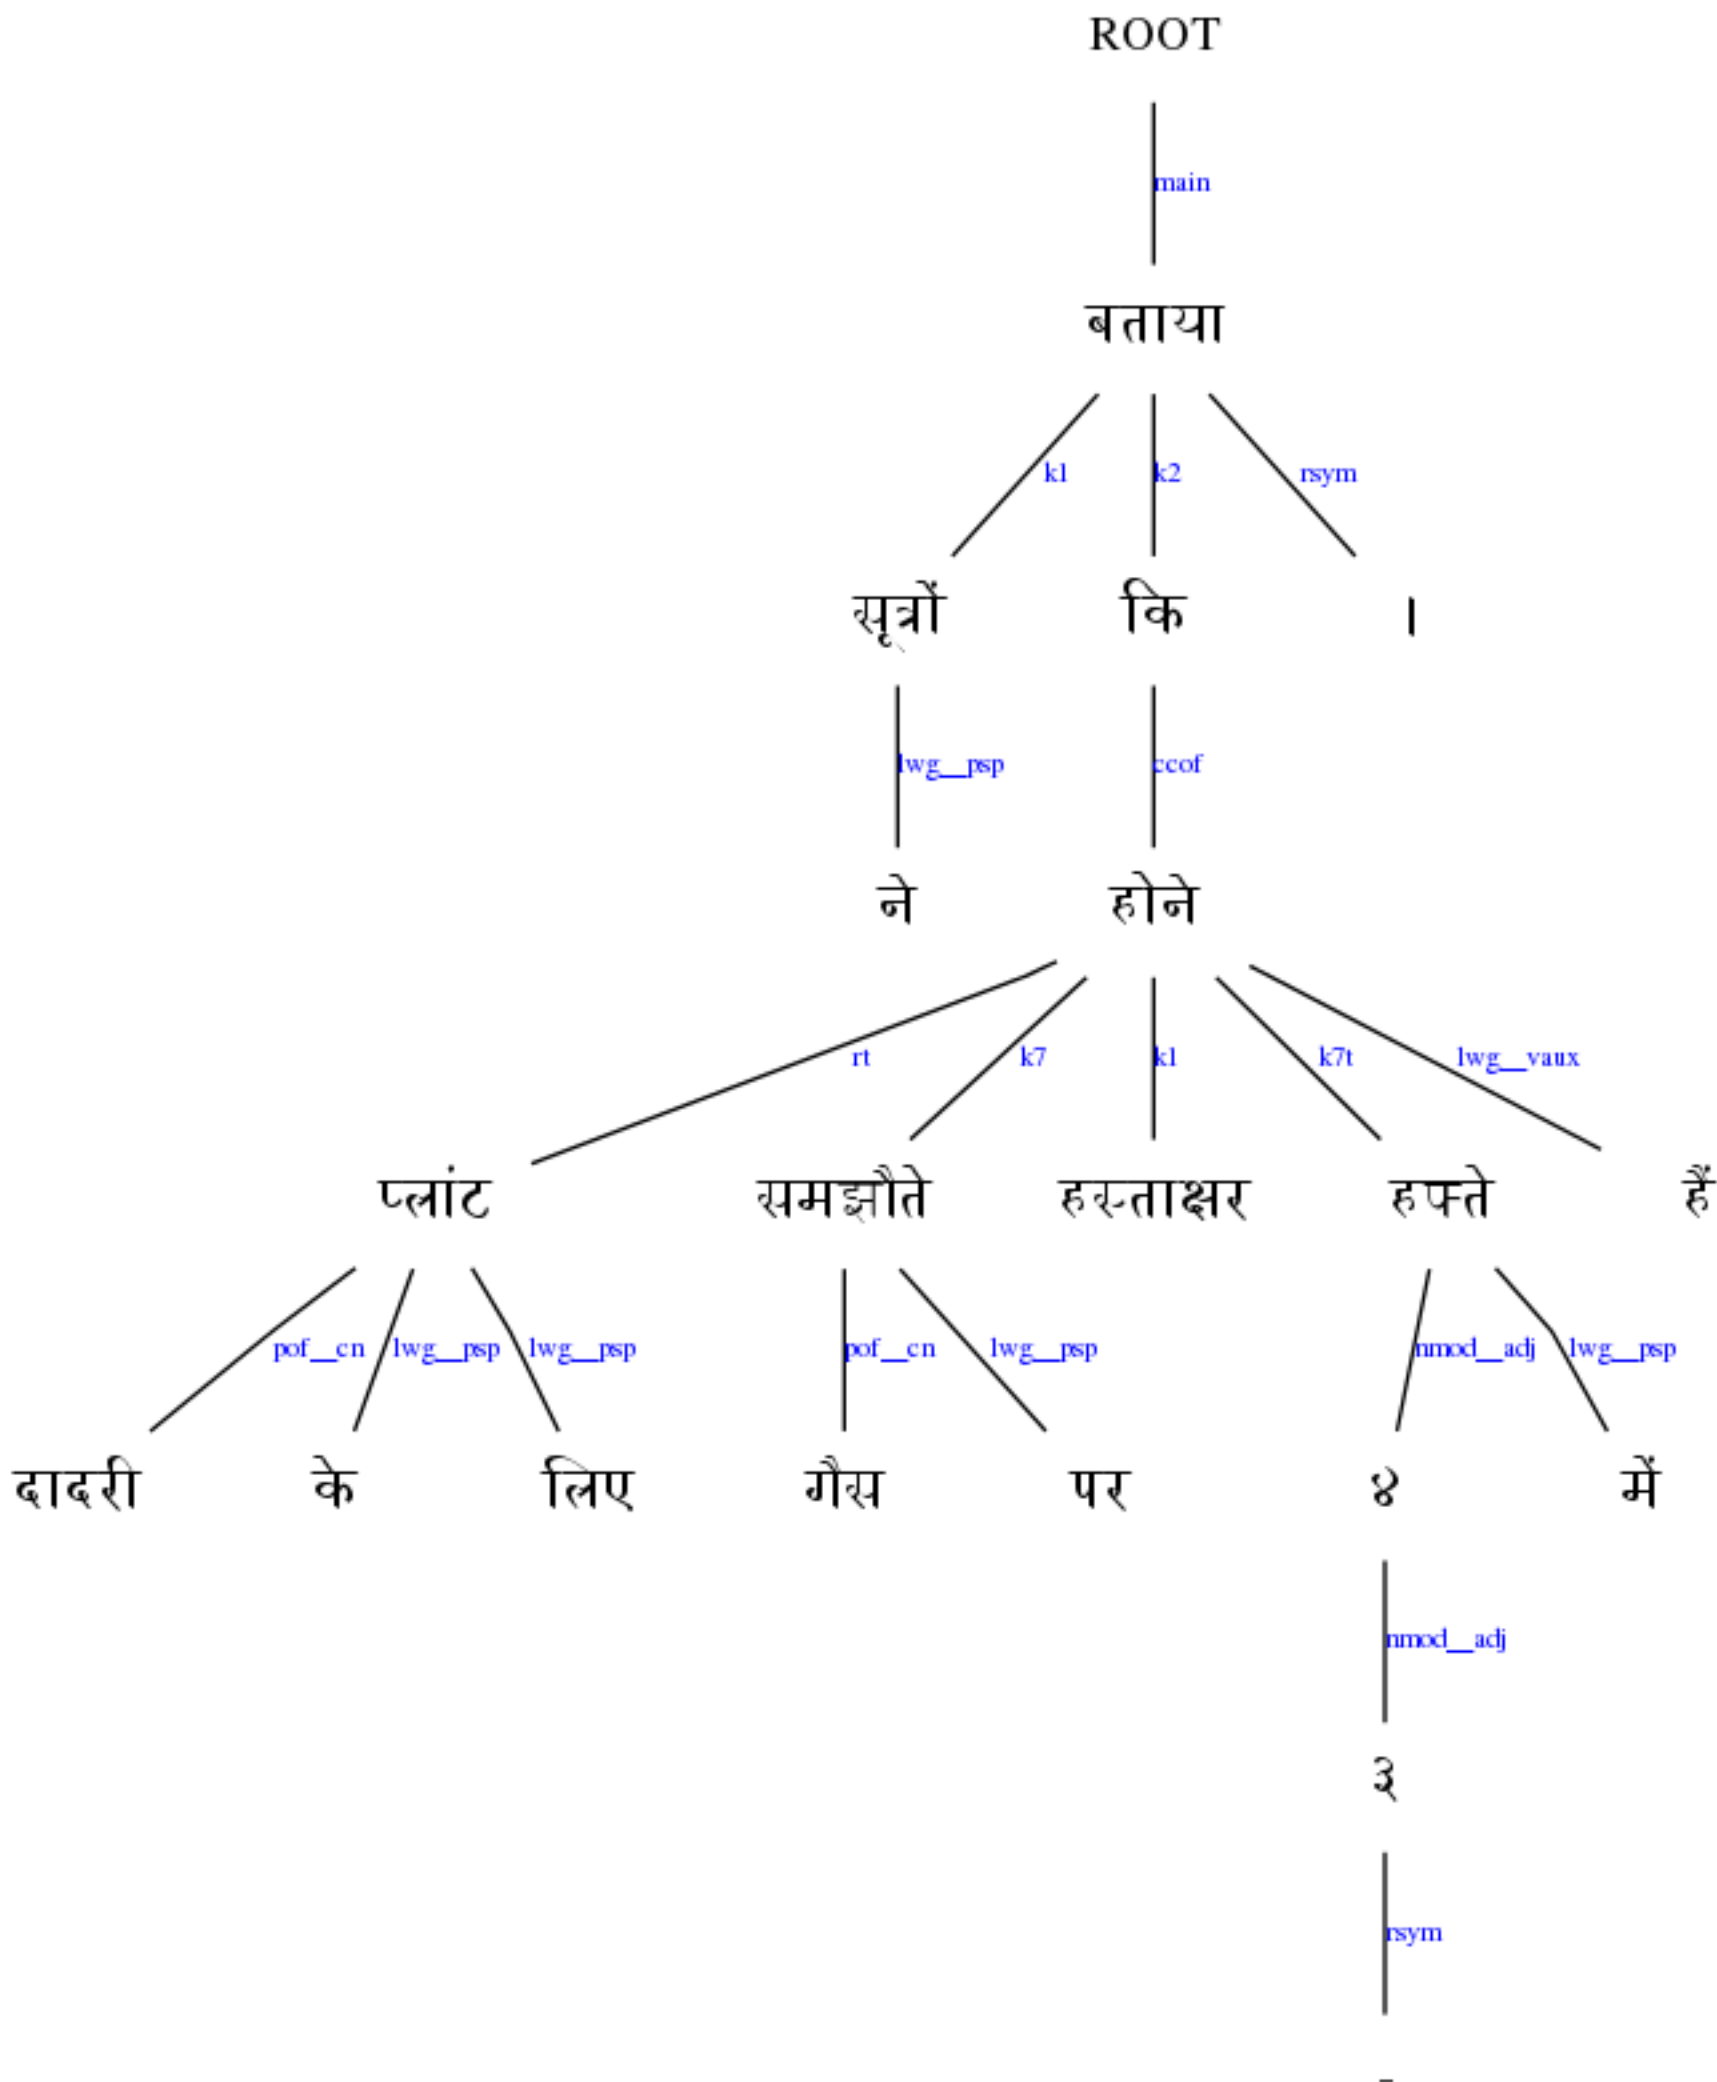 ROOT
main
बताया
k1 k2 rsym
सूत्रों कि ।
lwg__psp ccof
ने होने
rt k7 k1 k7t lwg__vaux
प्लांट समझौते हस्ताक्षर हफ्ते हैं
pof__cn lwg__psp lwg__psp pof__cn lwg__psp nmod__adj lwg__psp
दादरी के लिए गैस पर ४ में
nmod__adj
३
rsym
-